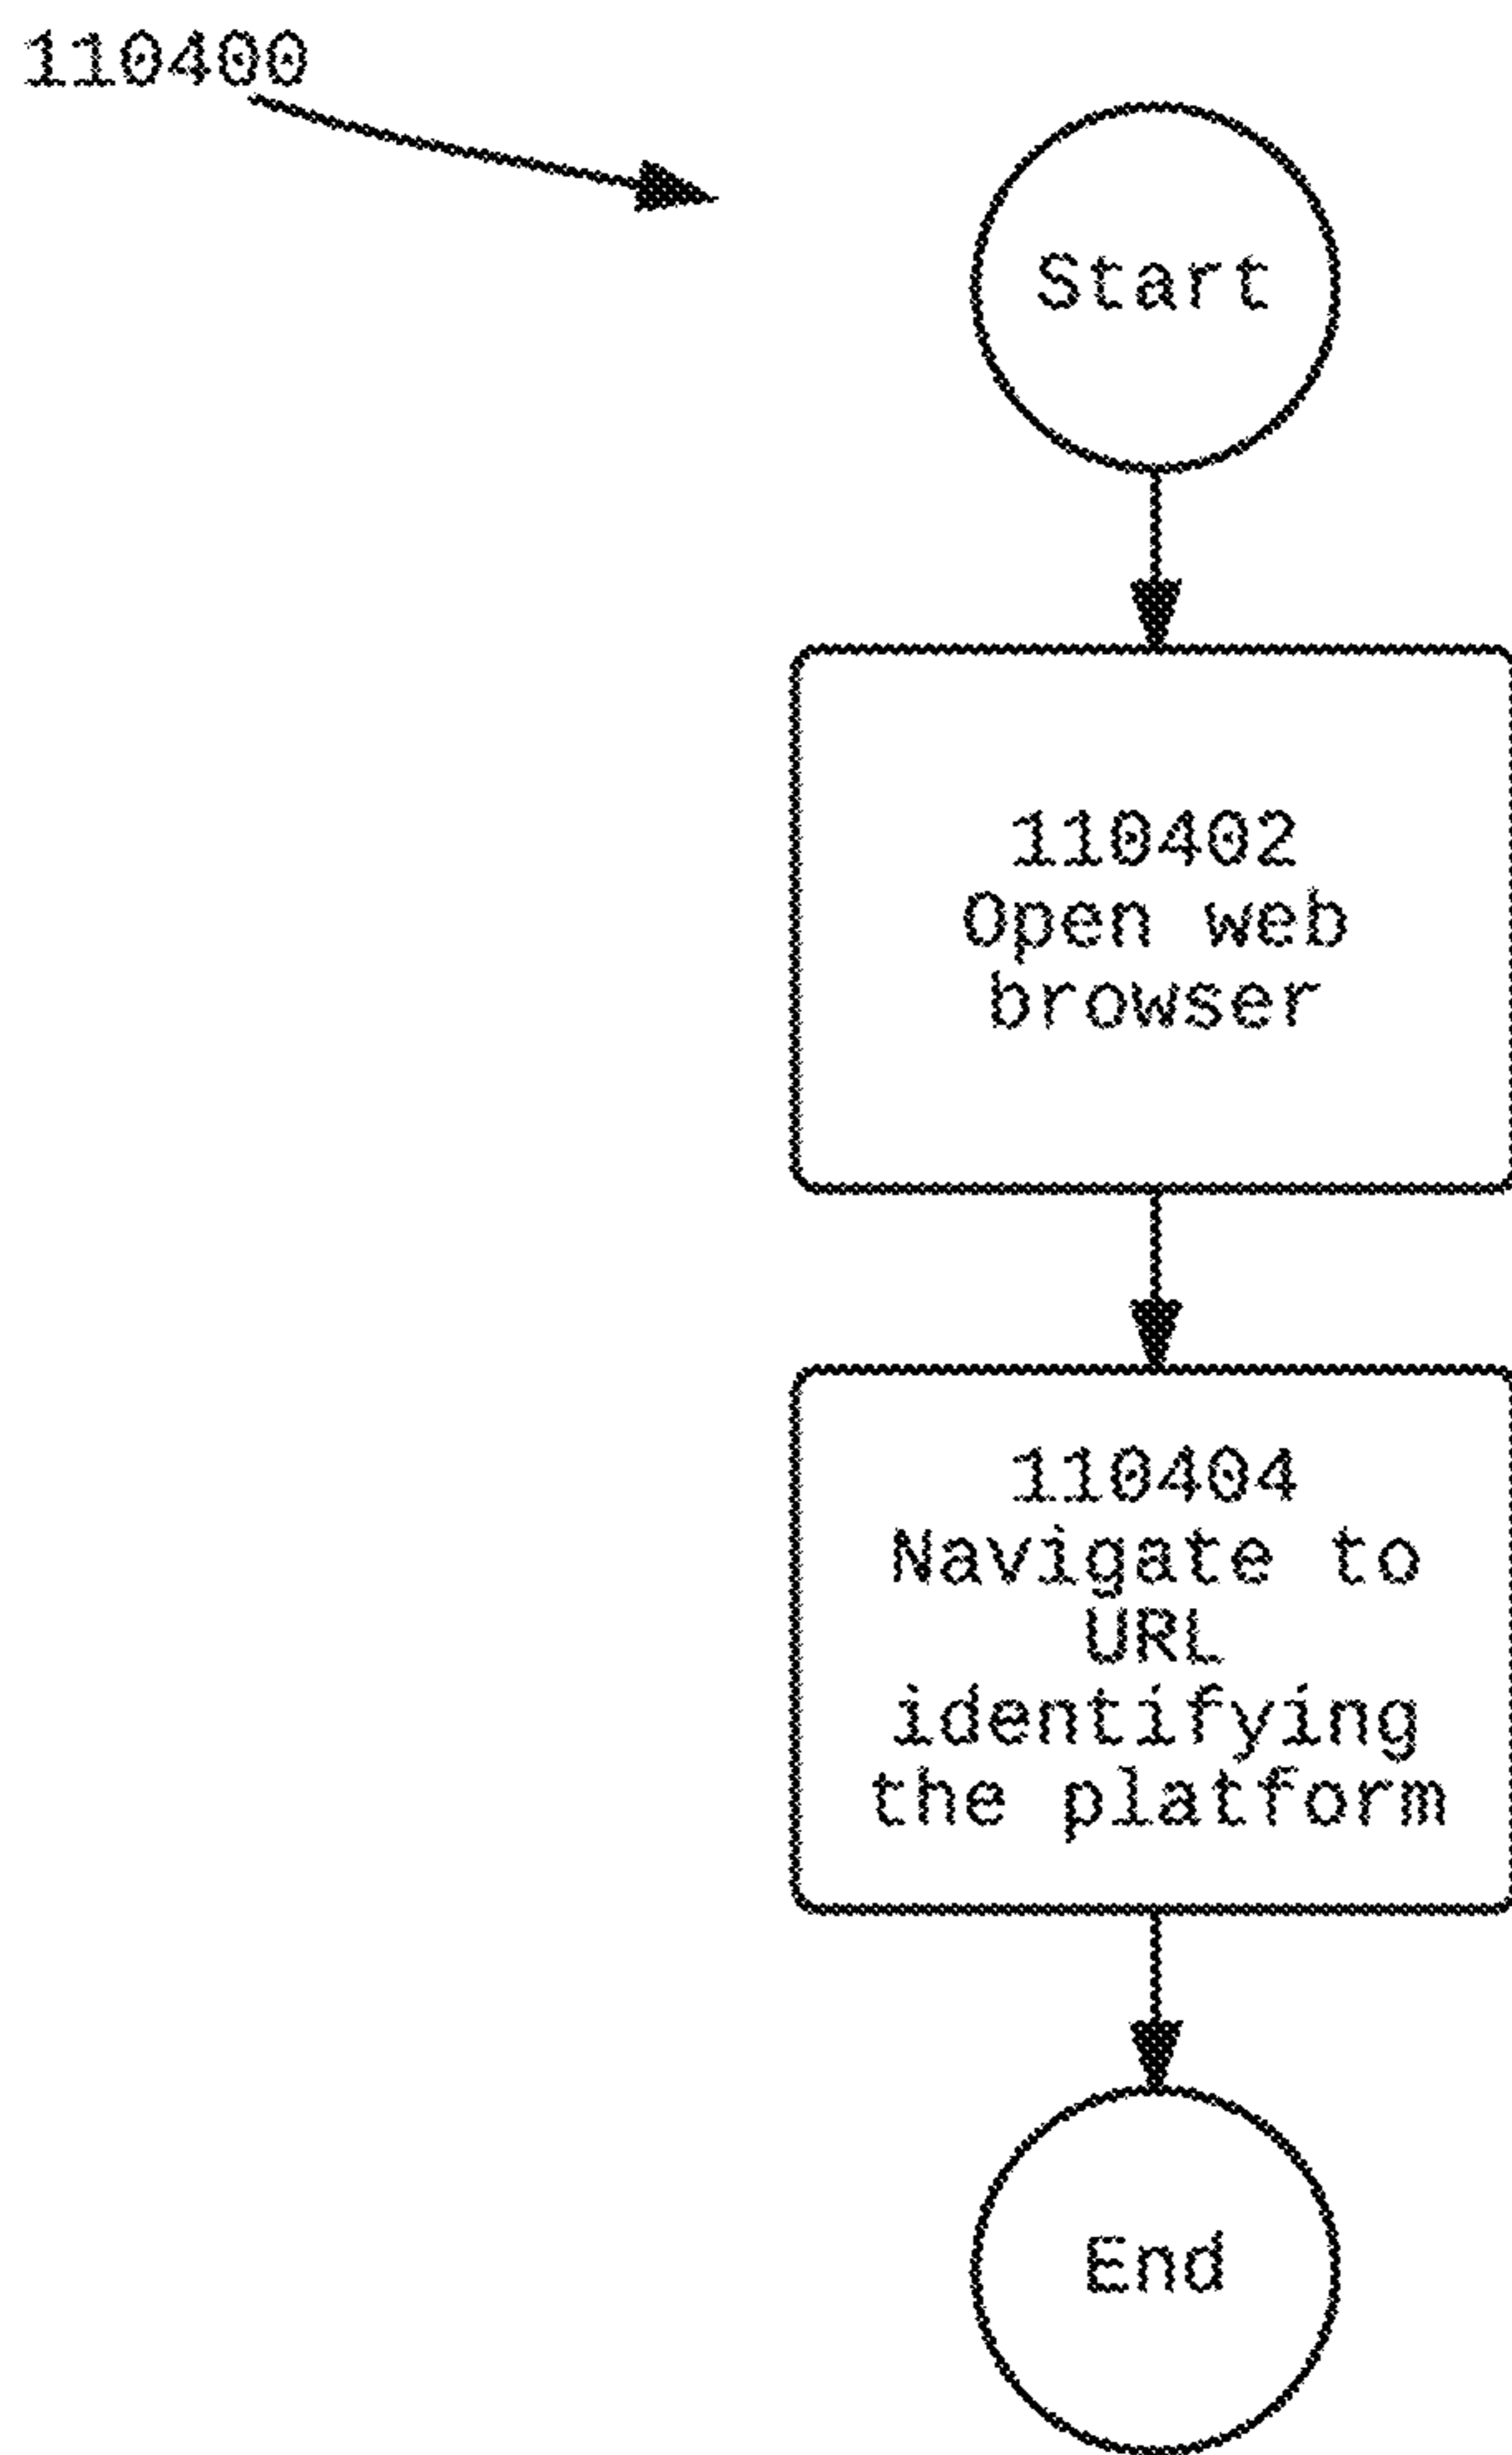 110400
Start
110402
Open web
browser
110404
Navigate to
URL
identifying
the platform
End